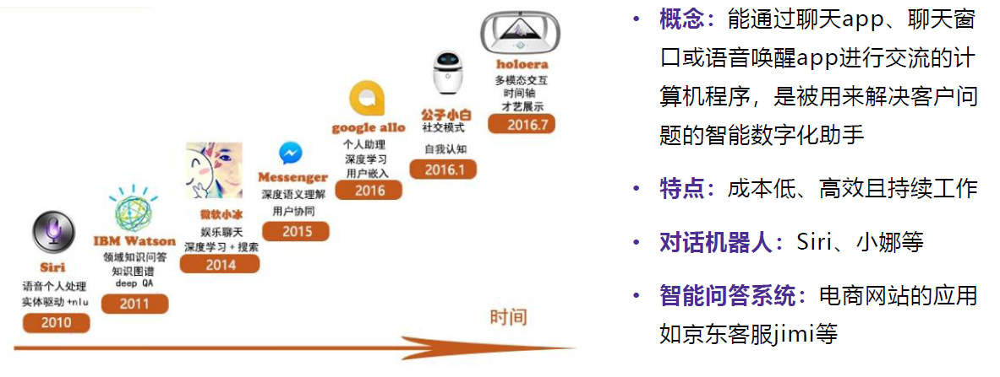 Siri
语音个人处理
实体驱动+nlu
2010
IBM Watson
领域知识问答
知识图谱
deep QA
2011
微软小冰
娱乐聊天
深度学习+搜索
2014
Messenger
深度语义理解
用户协同
2015
google allo
个人助理
深度学习
用户嵌入
2016
公子小白
社交模式
自我认知
2016.1
holoera
多模态交互
时间轴
才艺展示
2016.7
时间
• 概念：能通过聊天app、聊天窗
口或语音唤醒app进行交流的计
算机程序，是被用来解决客户问
题的智能数字化助手
• 特点：成本低、高效且持续工作
• 对话机器人：Siri、小娜等
• 智能问答系统：电商网站的应用
如京东客服jimi等